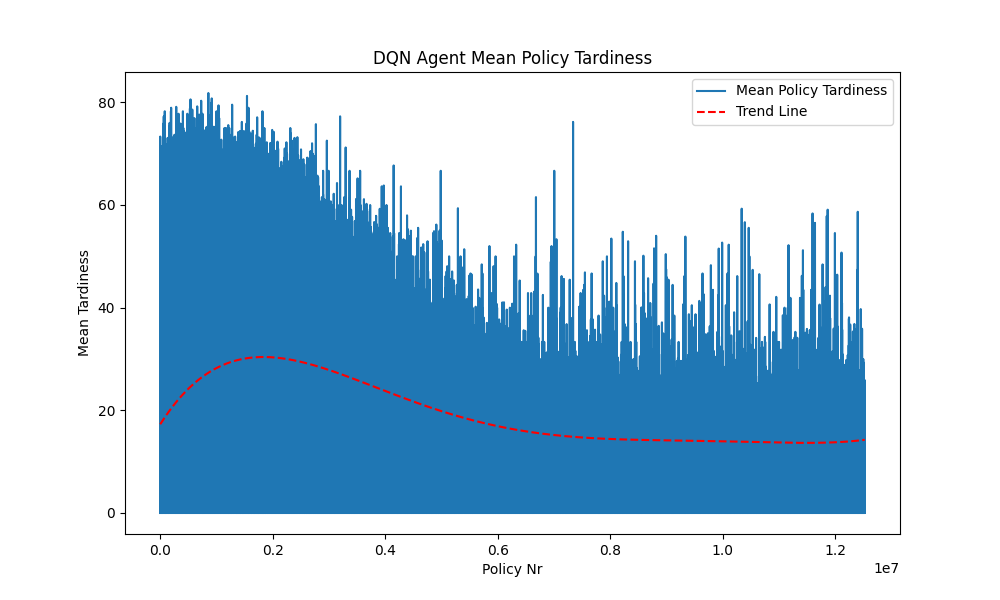 DQN Agent Mean Policy Tardiness
Mean Policy Tardiness
Trend Line
Mean Tardiness
80
60
40
20
0
0.0 0.2 0.4 0.6 0.8 1.0 1.2
1e7
Policy Nr